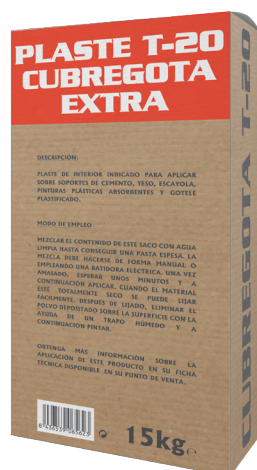 PLASTE T-20
CUBREGOTA
EXTRA
DESCRIPCIÓN:
PLASTE DE INTERIOR INDICADO PARA APLICAR
SOBRE SOPORTES DE CEMENTO, YESO, ESCAYOLA,
PINTURAS PLÁSTICAS ABSORBENTES Y GOTELÉ
PLASTIFICADO.
MODO DE EMPLEO
MEZCLAR EL CONTENIDO DE ESTE SACO CON AGUA
LIMPIA HASTA CONSEGUIR UNA PASTA ESPESA. LA
MEZCLA DEBE HÁCERSE DE FORMA MANUAL O
EMPLEANDO UNA BATIDORA ELÉCTRICA. UNA VEZ
AMASADO, ESPERAR UNOS MINUTOS Y A
CONTINUACIÓN APLICAR, CUANDO EL MATERIAL
ESTÉ TOTALMENTE SECO SE PUEDE LIJAR
FÁCILMENTE. DESPUÉS DE LIJADO, ELIMINAR EL
POLVO DEPOSITADO SOBRE LA SUPERFICIE CON LA
AYUDA DE UN TRAPO HÚMEDO Y A
CONTINUACIÓN PINTAR.
OBTENGA MAS INFORMACIÓN SOBRE LA
APLICACIÓN DE ESTE PRODUCTO EN SU FICHA
TÉCNICA DISPONIBLE EN SU PUNTO DE VENTA.
15kg℮
CUBREGOTA T-20